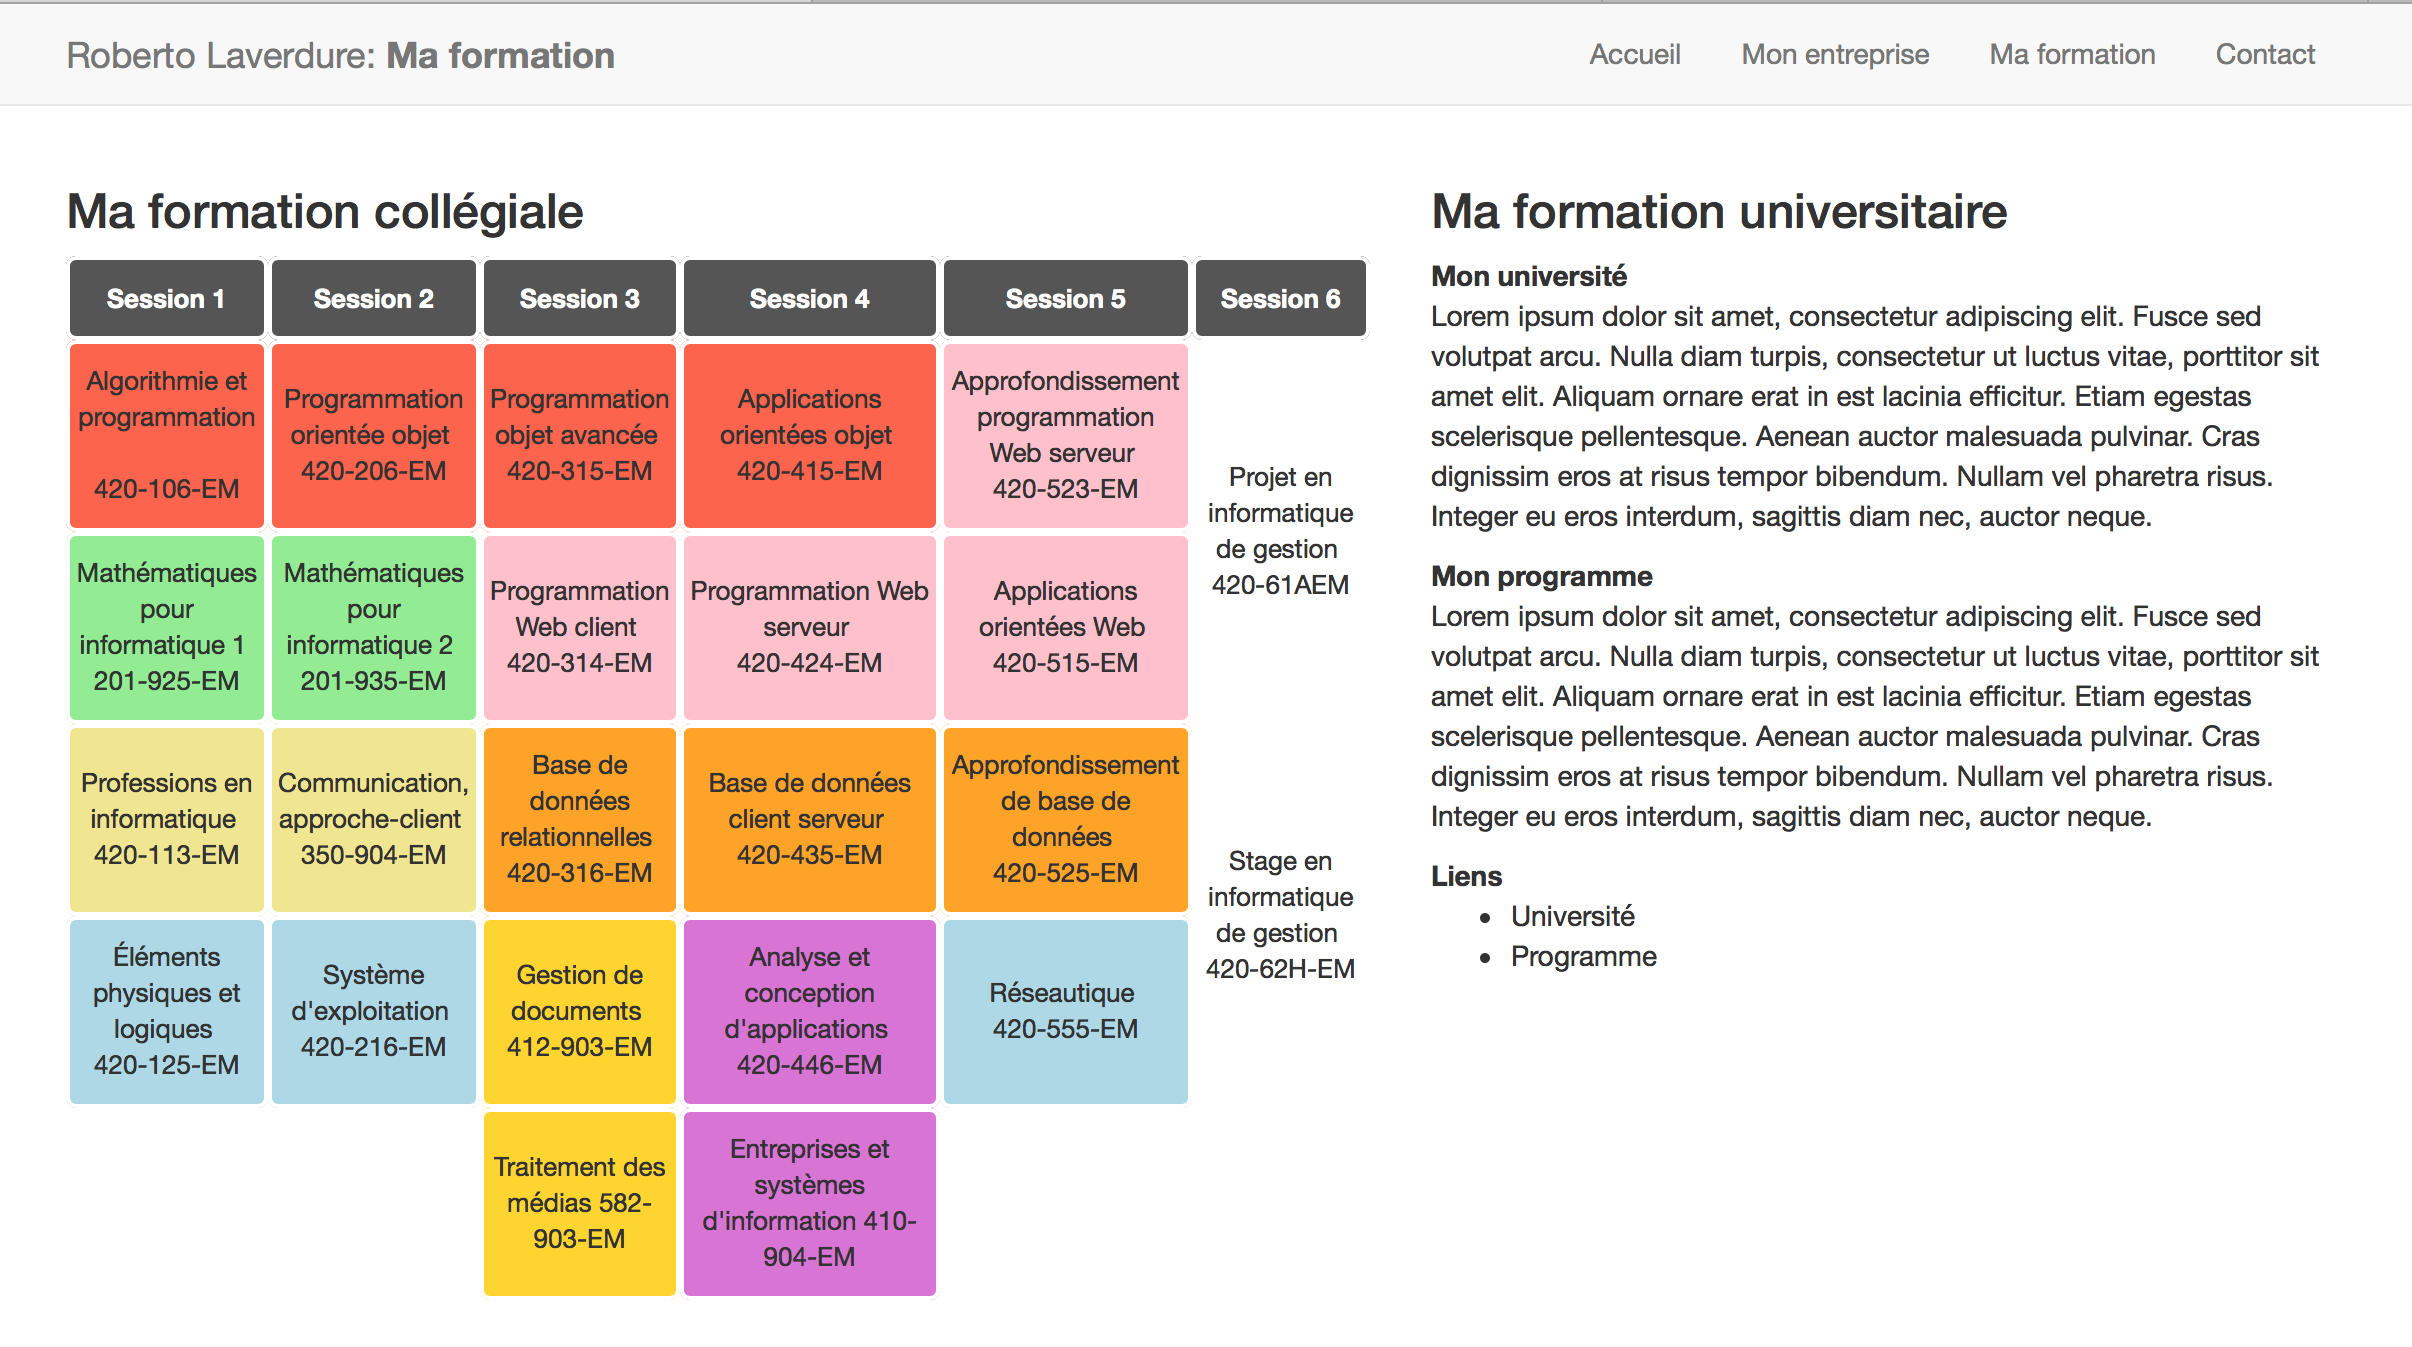 Roberto Laverdure: Ma formation
Accueil
Mon entreprise
Ma formation
Contact
Ma formation collégiale
Session 1
Session 2
Session 3
Session 4
Session 5
Session 6
Algorithmie et
programmation
420-106-EM
Programmation
orientée objet
420-206-EM
Programmation
objet avancée
420-315-EM
Applications
orientées objet
420-415-EM
Approfondissement
programmation
Web serveur
420-523-EM
Projet en
informatique
de gestion
420-61AEM
Mathématiques
pour
informatique 1
201-925-EM
Mathématiques
pour
informatique 2
201-935-EM
Programmation
Web client
420-314-EM
Programmation Web
serveur
420-424-EM
Applications
orientées Web
420-515-EM
Professions en
informatique
420-113-EM
Communication,
approche-client
350-904-EM
Base de
données
relationnelles
420-316-EM
Base de données
client serveur
420-435-EM
Approfondissement
de base de
données
420-525-EM
Stage en
informatique
de gestion
420-62H-EM
Éléments
physiques et
logiques
420-125-EM
Système
d'exploitation
420-216-EM
Gestion de
documents
412-903-EM
Analyse et
conception
d'applications
420-446-EM
Réseautique
420-555-EM
Traitement des
médias 582-
903-EM
Entreprises et
systèmes
d'information 410-
904-EM
Ma formation universitaire
Mon université
Lorem ipsum dolor sit amet, consectetur adipiscing elit. Fusce sed
volutpat arcu. Nulla diam turpis, consectetur ut luctus vitae, porttitor sit
amet elit. Aliquam ornare erat in est lacinia efficitur. Etiam egestas
scelerisque pellentesque. Aenean auctor malesuada pulvinar. Cras
dignissim eros at risus tempor bibendum. Nullam vel pharetra risus.
Integer eu eros interdum, sagittis diam nec, auctor neque.
Mon programme
Lorem ipsum dolor sit amet, consectetur adipiscing elit. Fusce sed
volutpat arcu. Nulla diam turpis, consectetur ut luctus vitae, porttitor sit
amet elit. Aliquam ornare erat in est lacinia efficitur. Etiam egestas
scelerisque pellentesque. Aenean auctor malesuada pulvinar. Cras
dignissim eros at risus tempor bibendum. Nullam vel pharetra risus.
Integer eu eros interdum, sagittis diam nec, auctor neque.
Liens
• Université
• Programme